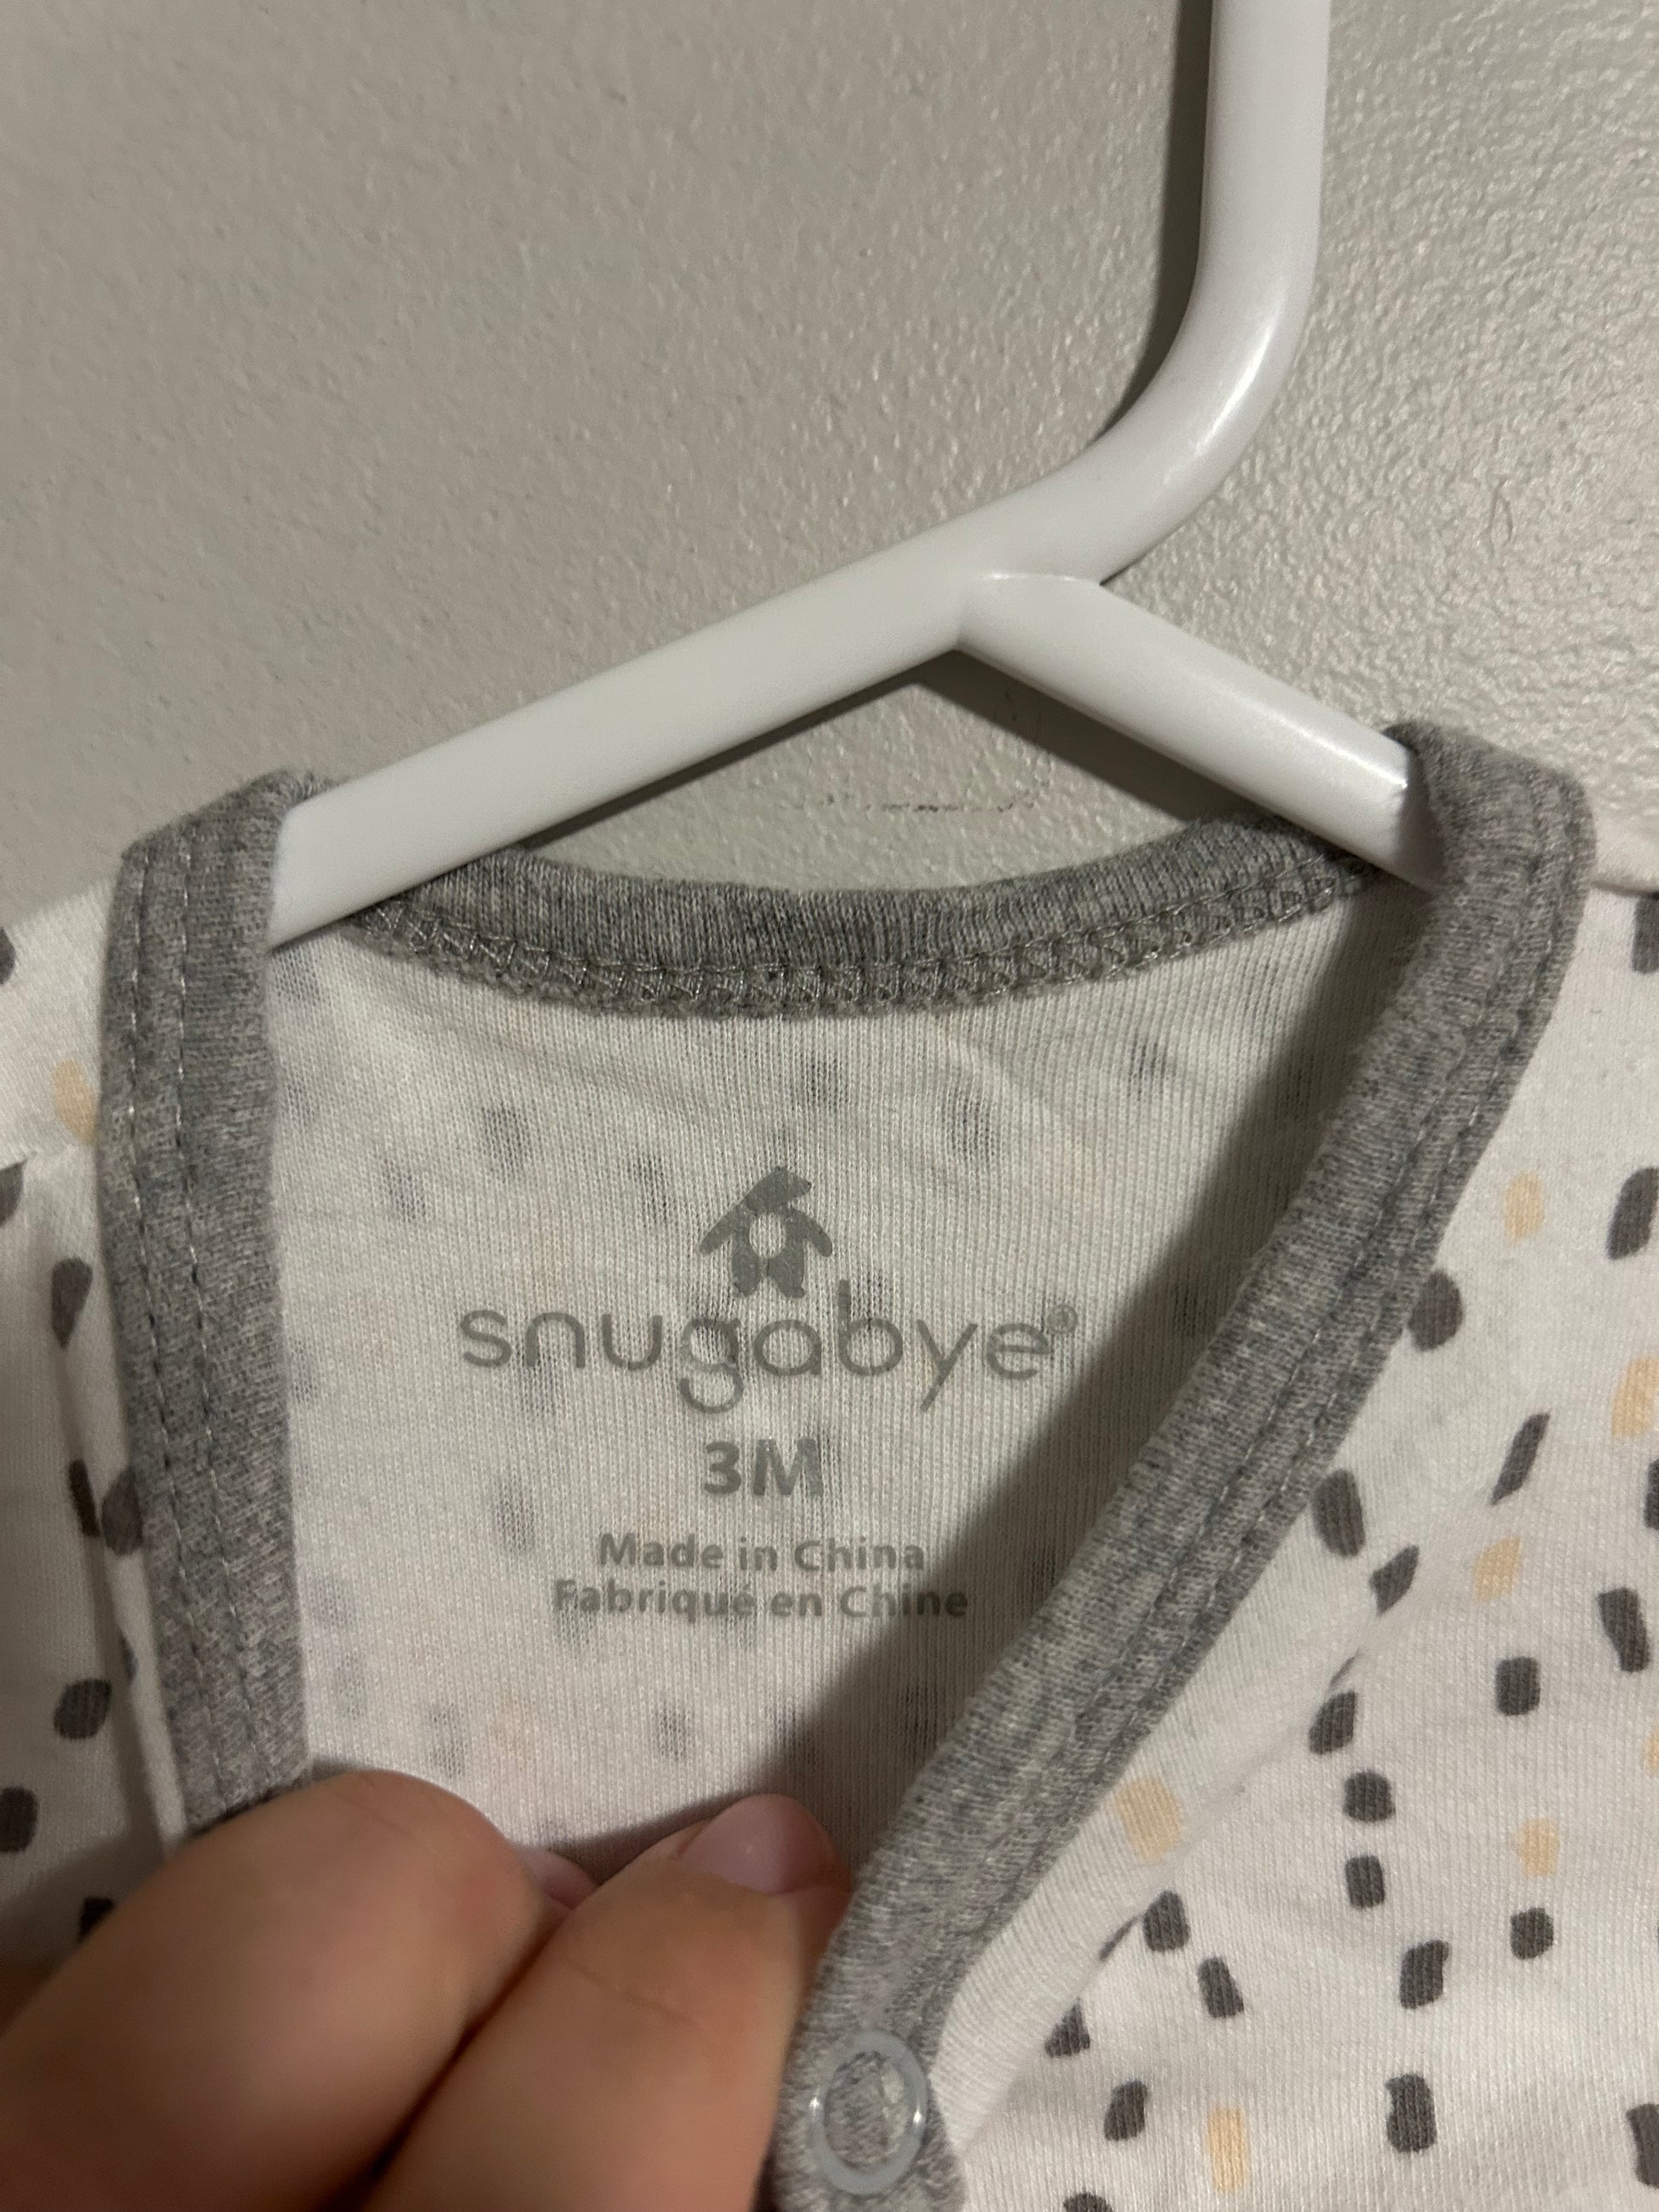 snugabye®
3M
Made in China
Fabriqué en Chine